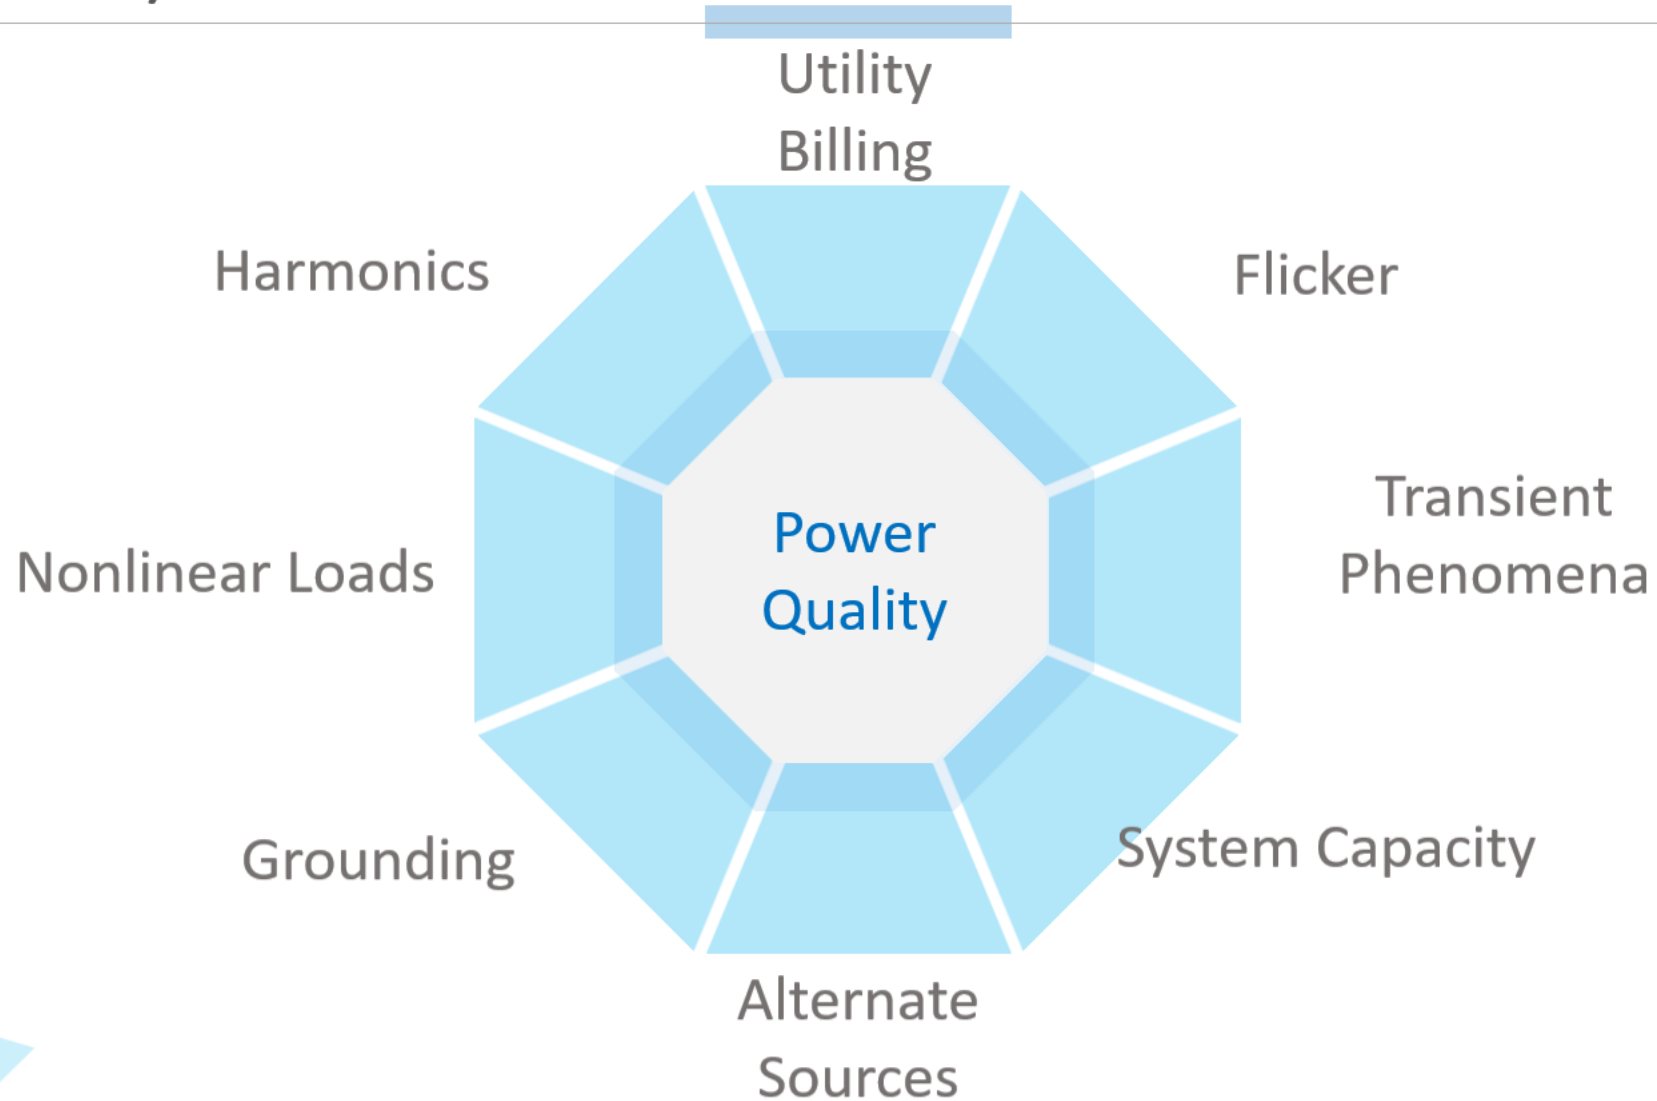 Utility
Billing
Harmonics
Flicker
Transient
Phenomena
Nonlinear Loads
Power
Quality
System Capacity
Grounding
Alternate
Sources